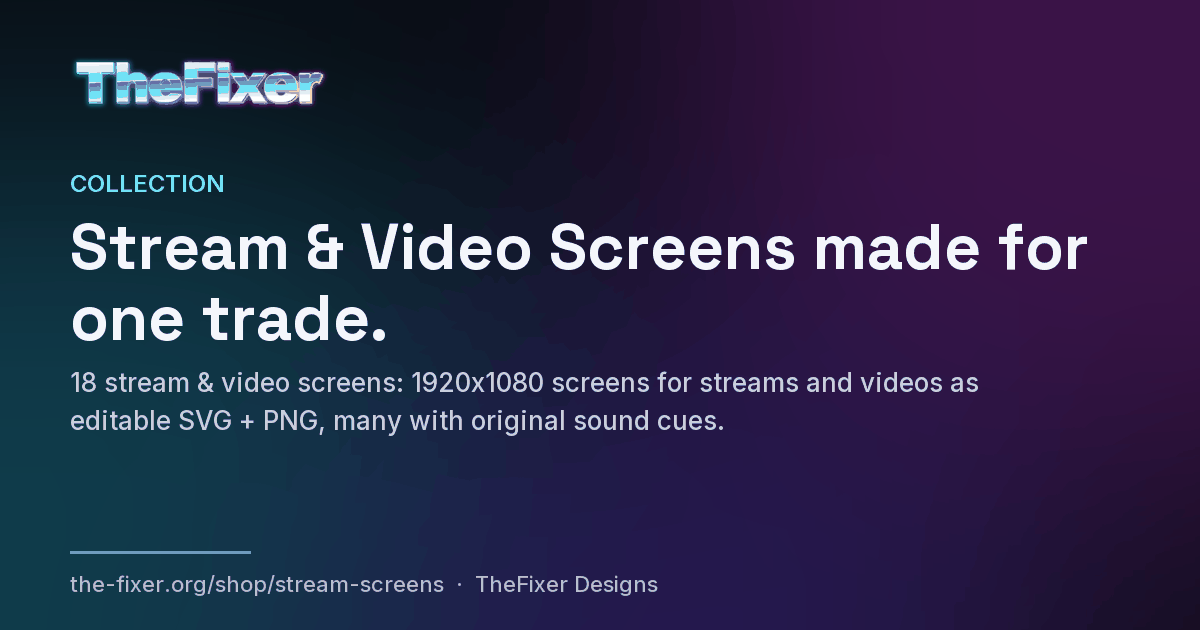 TheFixer
COLLECTION
Stream & Video Screens made for
one trade.
18 stream & video screens: 1920x1080 screens for streams and videos as
editable SVG + PNG, many with original sound cues.
the-fixer.org/shop/stream-screens · TheFixer Designs